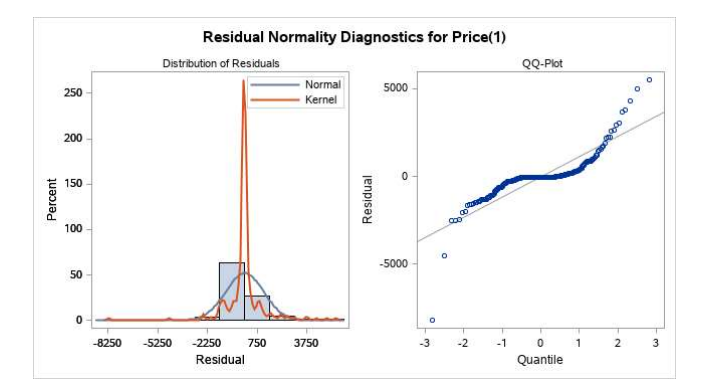 Residual Normality Diagnostics for Price(1)
Distribution of Residuals
QQ-Plot
Normal
Kernel
250
200
150
100
50
0
Percent
-8250 -5250 -2250 750 3750
Residual
5000
0
-5000
Residual
-3 -2 -1 0 1 2 3
Quantile